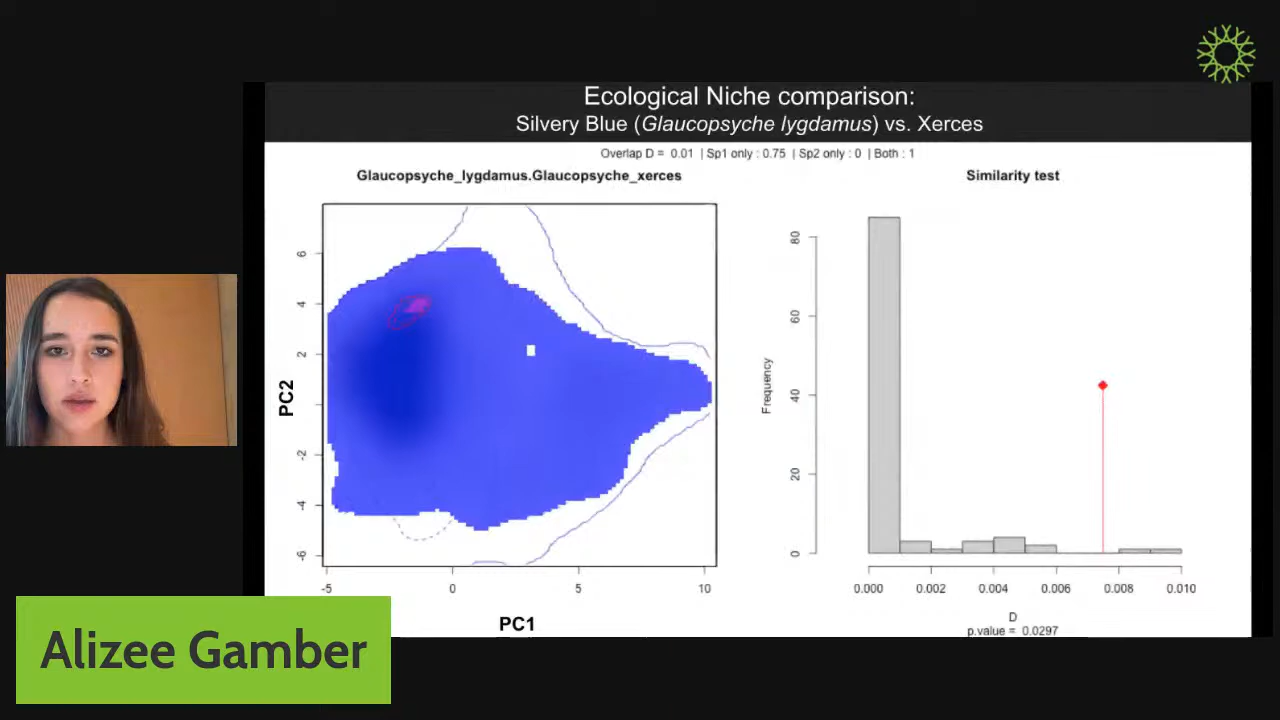 Ecological Niche comparison:
Silvery Blue (Glaucopsyche lygdamus) vs. Xerces
Overlap D = 0.01 | Sp1 only : 0.75 | Sp2 only : 0 | Both : 1
Glaucopsyche_lygdamus.Glaucopsyche_xerces
Similarity test
PC2
6
4
2
-2
-4
-6
-5
0
5
10
PC1
Frequency
80
60
40
20
0
0.000
0.002
0.004
0.006
0.008
0.010
D
p.value = 0.0297
Alizee Gamber